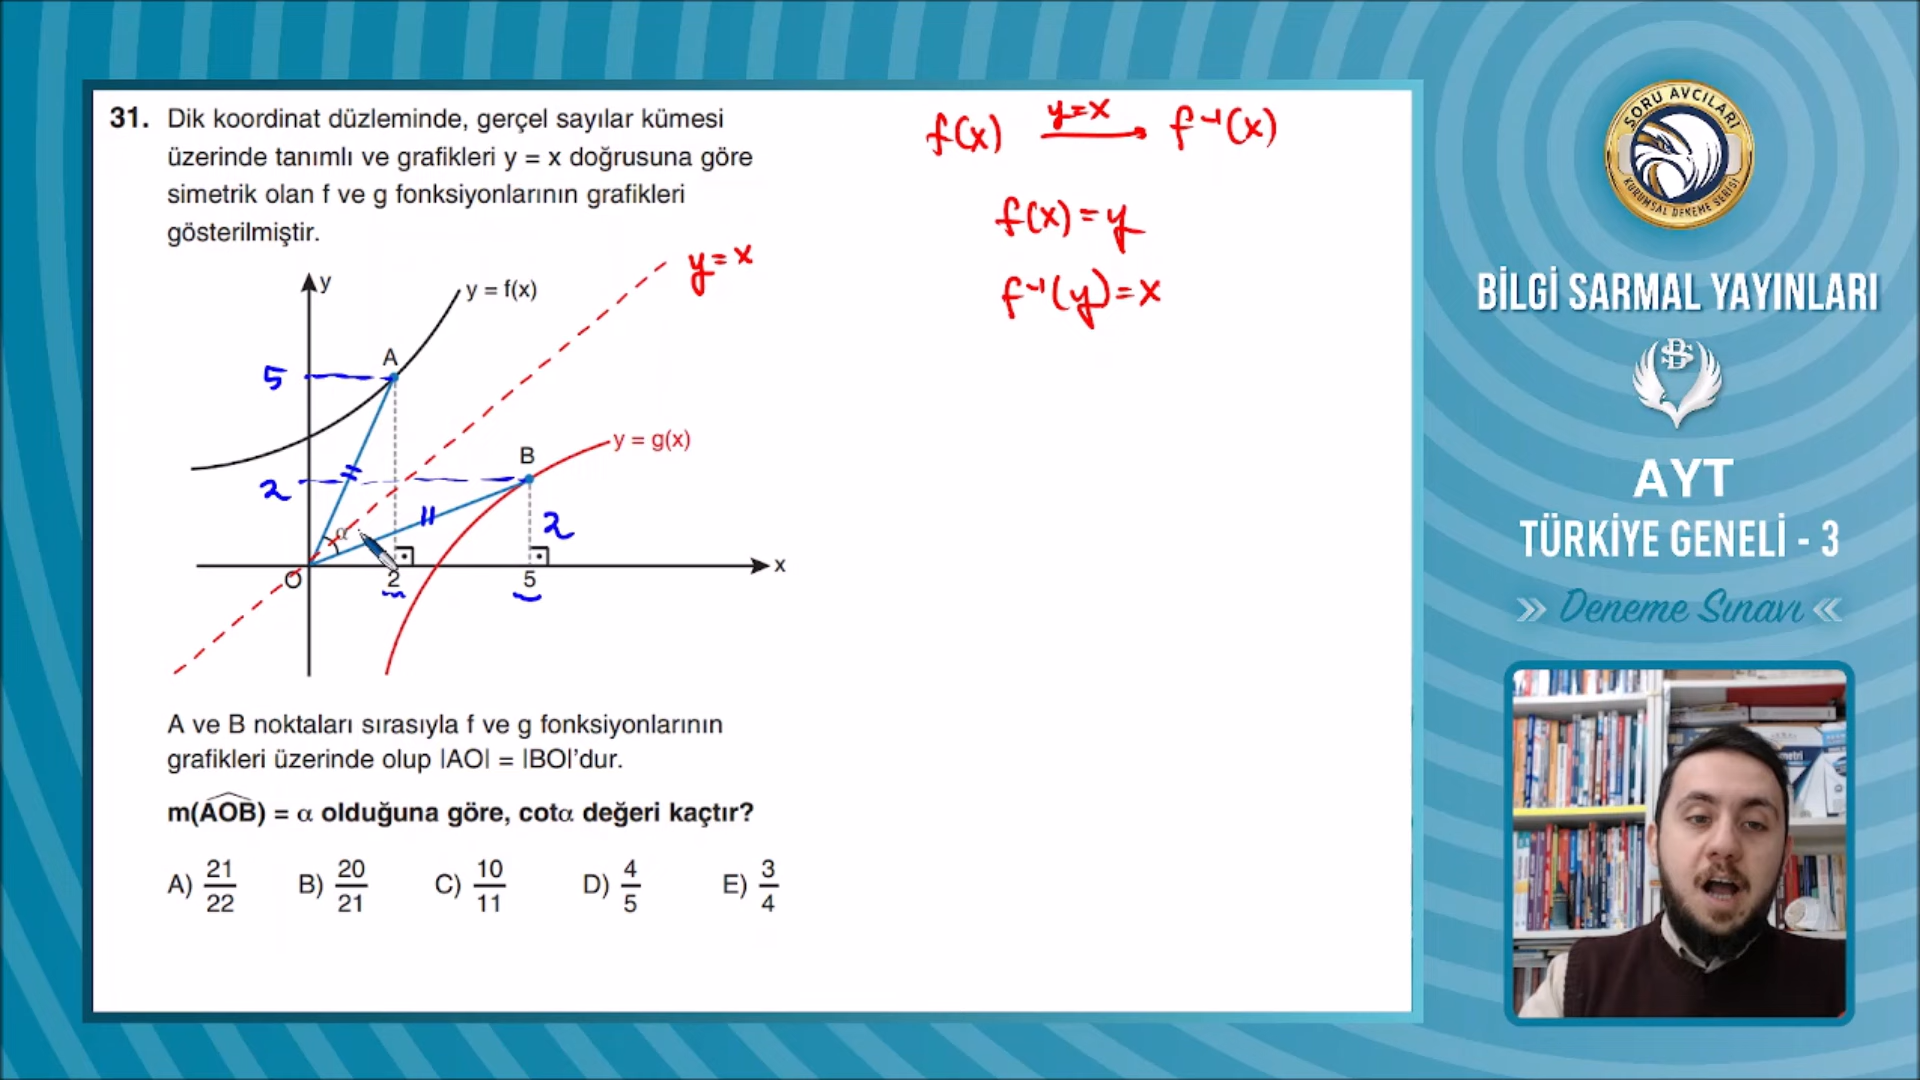 31. Dik koordinat düzleminde, gerçel sayılar kümesi
üzerinde tanımlı ve grafikleri y = x doğrusuna göre
simetrik olan f ve g fonksiyonlarının grafikleri
gösterilmiştir.
y
y = f(x)
y=x
A
5
y = g(x)
B
2
2
α
O
2
5
x
A ve B noktaları sırasıyla f ve g fonksiyonlarının
grafikleri üzerinde olup |AO| = |BO|'dur.
m(AOB) = α olduğuna göre, cotα değeri kaçtır?
A) 21/22 B) 20/21 C) 10/11 D) 4/5 E) 3/4
f(x) y=x → f⁻¹(x)
f(x)=y
f⁻¹(y)=x
SORU AVCILARI
KURUMSAL DENEME SERİSİ
BİLGİ SARMAL YAYINLARI
BS
AYT
TÜRKİYE GENELİ - 3
Deneme Sınavı